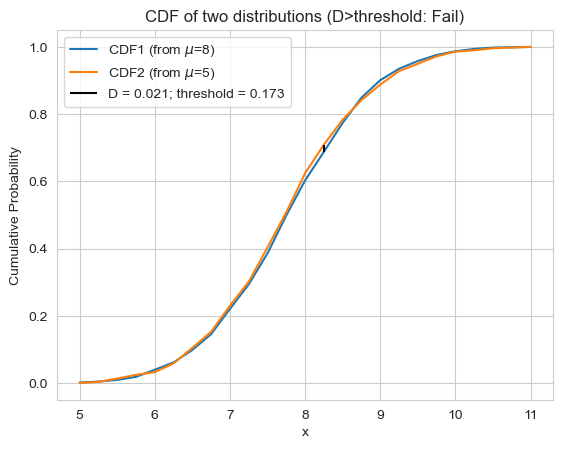 CDF of two distributions (D>threshold: Fail)
CDF1 (from μ=8)
CDF2 (from μ=5)
D = 0.021; threshold = 0.173
Cumulative Probability
1.0
0.8
0.6
0.4
0.2
0.0
5 6 7 8 9 10 11
x